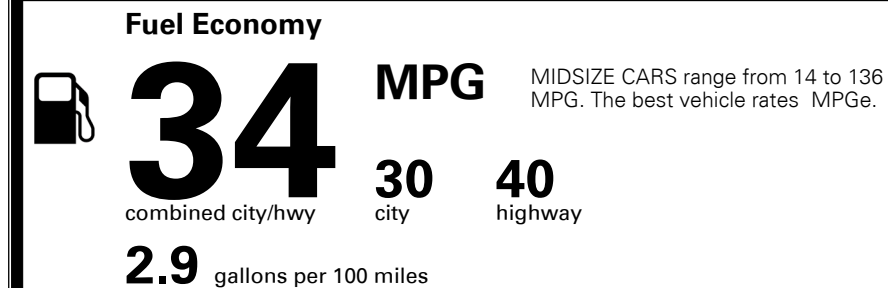 Fuel Economy
34 MPG
MIDSIZE CARS range from 14 to 136
MPG. The best vehicle rates  MPGe.
30 40
combined city/hwy city highway
2.9 gallons per 100 miles